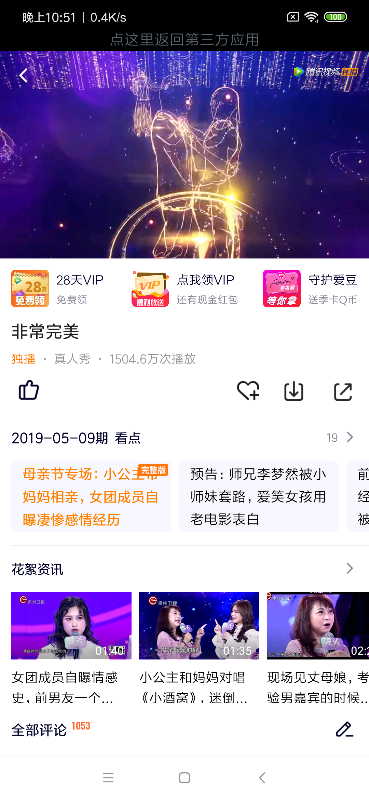 晚上10:51 | 0.4K/s
100
点这里返回第三方应用
腾讯视频
28天VIP
免费领
点我领VIP
还有现金红包
守护爱豆
送季卡Q币
28天
免费领
VIP
福利放送
等你拿
非常完美
独播 · 真人秀 · 1504.6万次播放
2019-05-09期 看点
19
母亲节专场：小公主带
完整版
妈妈相亲，女团成员自
曝凄惨感情经历
预告：师兄李梦然被小
师妹套路，爱笑女孩用
老电影表白
前
经
被
花絮资讯
01:40
01:35
02:2
女团成员自曝情感
史，前男友一个...
小公主和妈妈对唱
《小酒窝》，迷倒...
现场见丈母娘，考
验男嘉宾的时候...
全部评论 1053